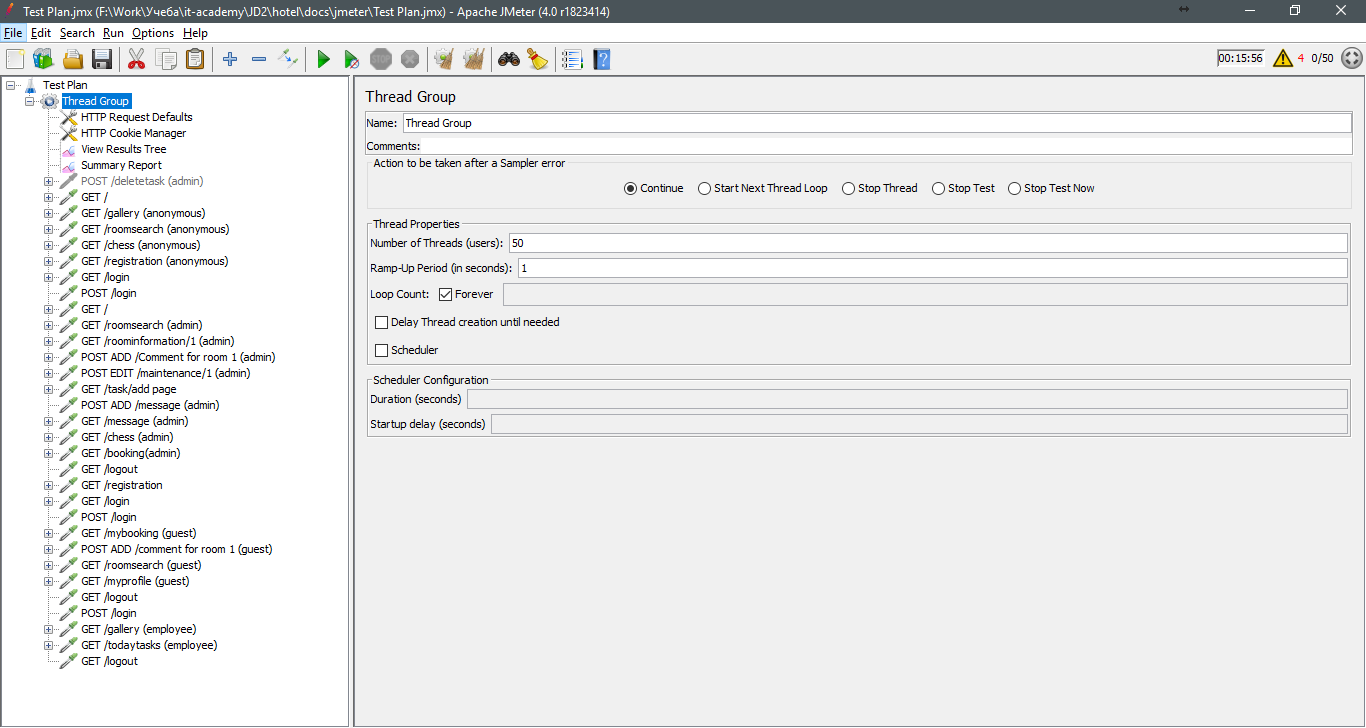 Test Plan.jmx (F:\Work\Учеба\it-academy\JD2\hotel\docs\jmeter\Test Plan.jmx) - Apache JMeter (4.0 r1823414)
File Edit Search Run Options Help
STOP 00:15:56 4 0/50
Test Plan
Thread Group
HTTP Request Defaults
HTTP Cookie Manager
View Results Tree
Summary Report
POST /deletetask (admin)
GET /
GET /gallery (anonymous)
GET /roomsearch (anonymous)
GET /chess (anonymous)
GET /registration (anonymous)
GET /login
POST /login
GET /
GET /roomsearch (admin)
GET /roominformation/1 (admin)
POST ADD /Comment for room 1 (admin)
POST EDIT /maintenance/1 (admin)
GET /task/add page
POST ADD /message (admin)
GET /message (admin)
GET /chess (admin)
GET /booking(admin)
GET /logout
GET /registration
GET /login
POST /login
GET /mybooking (guest)
POST ADD /comment for room 1 (guest)
GET /roomsearch (guest)
GET /myprofile (guest)
GET /logout
POST /login
GET /gallery (employee)
GET /todaytasks (employee)
GET /logout
Thread Group
Name: Thread Group
Comments:
Action to be taken after a Sampler error
Continue Start Next Thread Loop Stop Thread Stop Test Stop Test Now
Thread Properties
Number of Threads (users): 50
Ramp-Up Period (in seconds): 1
Loop Count: Forever
Delay Thread creation until needed
Scheduler
Scheduler Configuration
Duration (seconds)
Startup delay (seconds)